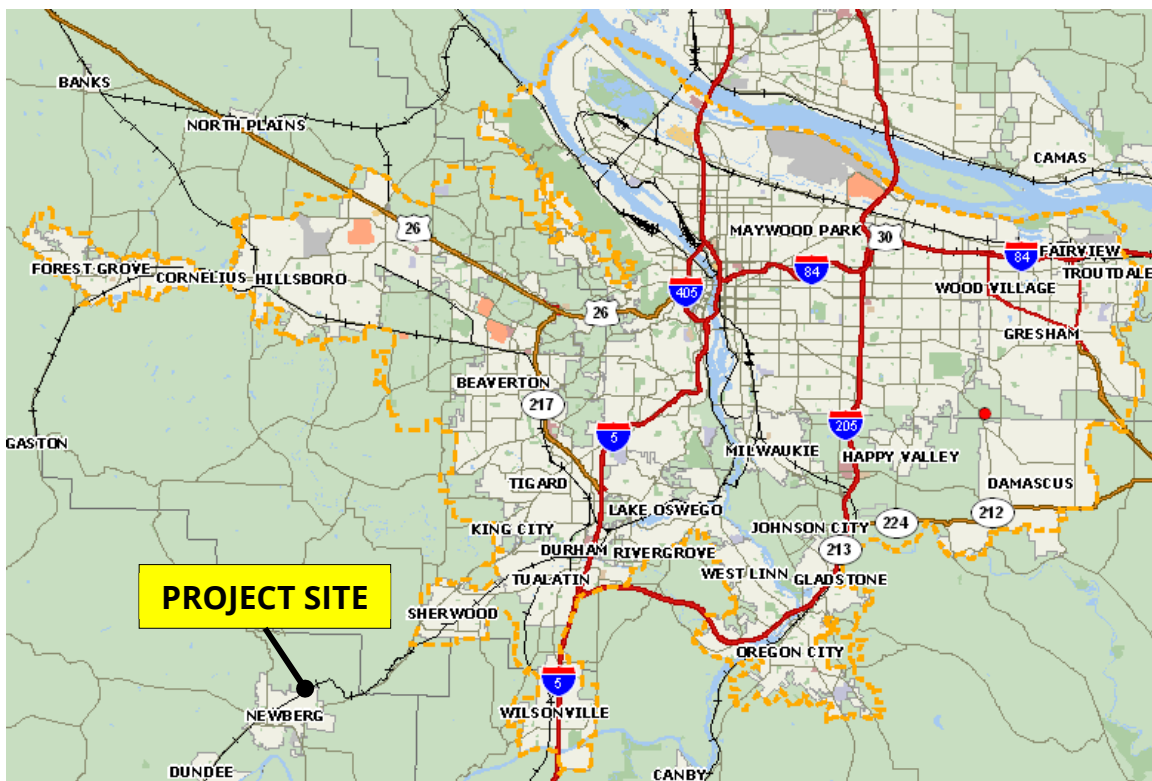 BANKS
NORTH PLAINS
CAMAS
26
MAYWOOD PARK
30
FAIRVIEW
84
84
FOREST GROVE
CORNELIUS
HILLSBORO
TROUTDALE
405
WOOD VILLAGE
26
GRESHAM
BEAVERTON
217
205
GASTON
5
MILWAUKIE
HAPPY VALLEY
TIGARD
DAMASCUS
LAKE OSWEGO
212
KING CITY
JOHNSON CITY
224
DURHAM
RIVERGROVE
213
WEST LINN
GLADSTONE
TUALATIN
PROJECT SITE
SHERWOOD
OREGON CITY
5
NEWBERG
WILSONVILLE
DUNDEE
CANBY